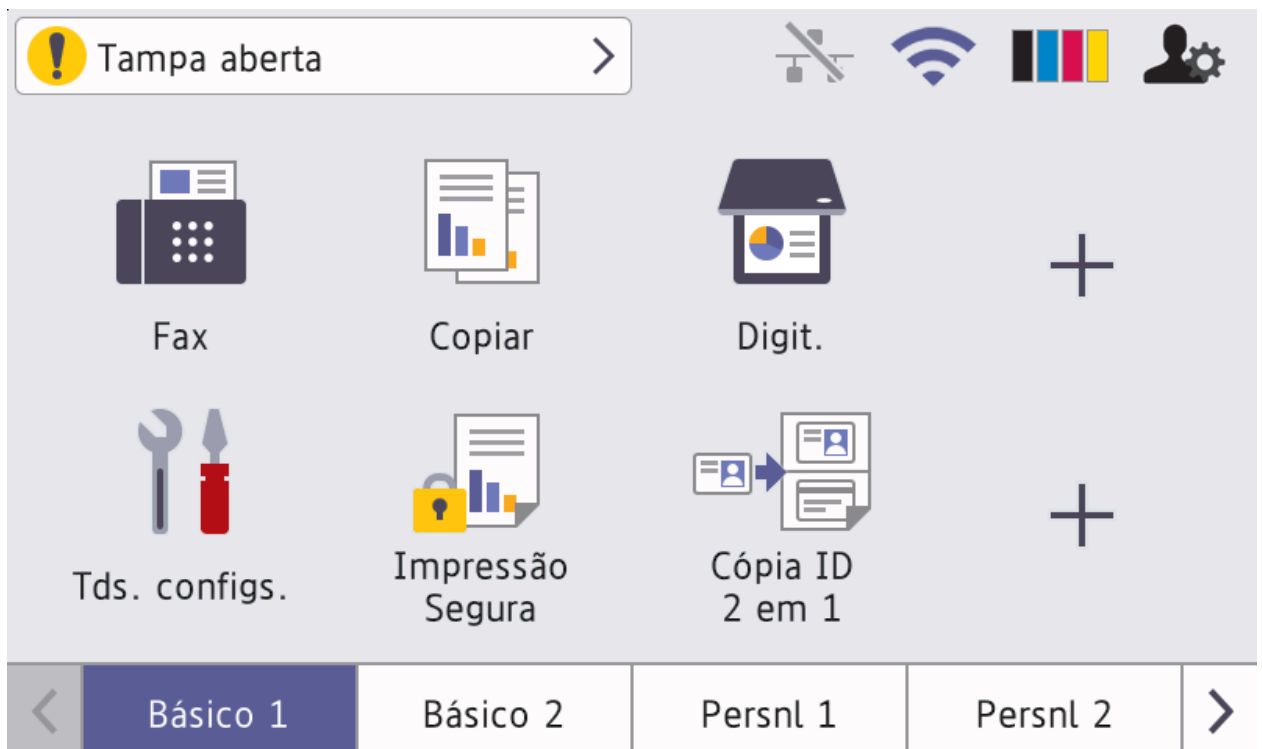 Tampa aberta
Fax
Copiar
Digit.
Tds. configs.
Impressão
Segura
Cópia ID
2 em 1
Básico 1
Básico 2
Persnl 1
Persnl 2